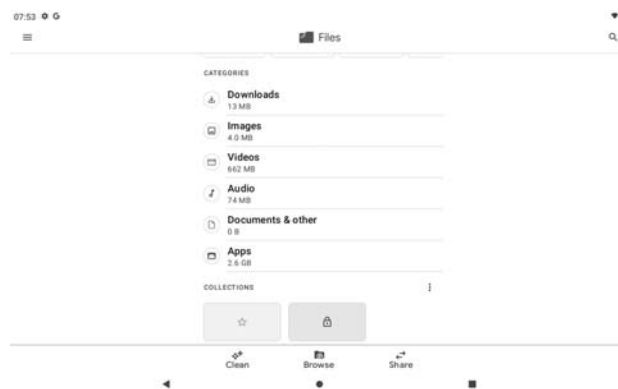 07:53
Files
CATEGORIES
Downloads
13 MB
Images
4.0 MB
Videos
662 MB
Audio
74 MB
Documents & other
0 B
Apps
2.6 GB
COLLECTIONS
Clean
Browse
Share